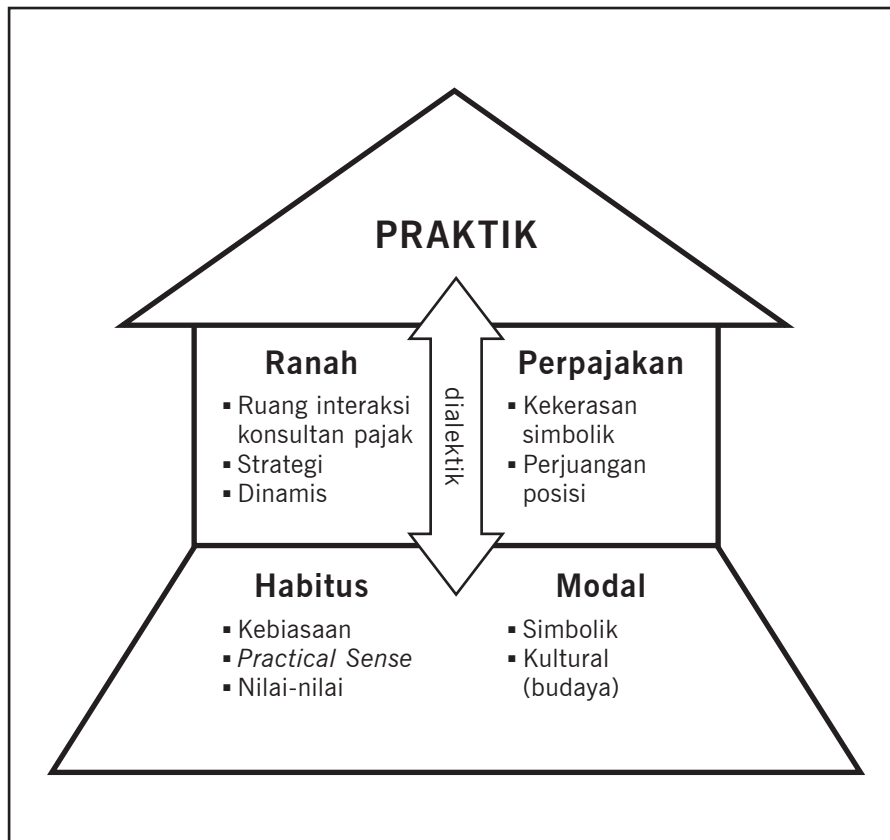 PRAKTIK
Ranah
▪ Ruang interaksi
konsultan pajak
▪ Strategi
▪ Dinamis
dialektik
Perpajakan
▪ Kekerasan
simbolik
▪ Perjuangan
posisi
Habitus
▪ Kebiasaan
▪ Practical Sense
▪ Nilai-nilai
Modal
▪ Simbolik
▪ Kultural
(budaya)